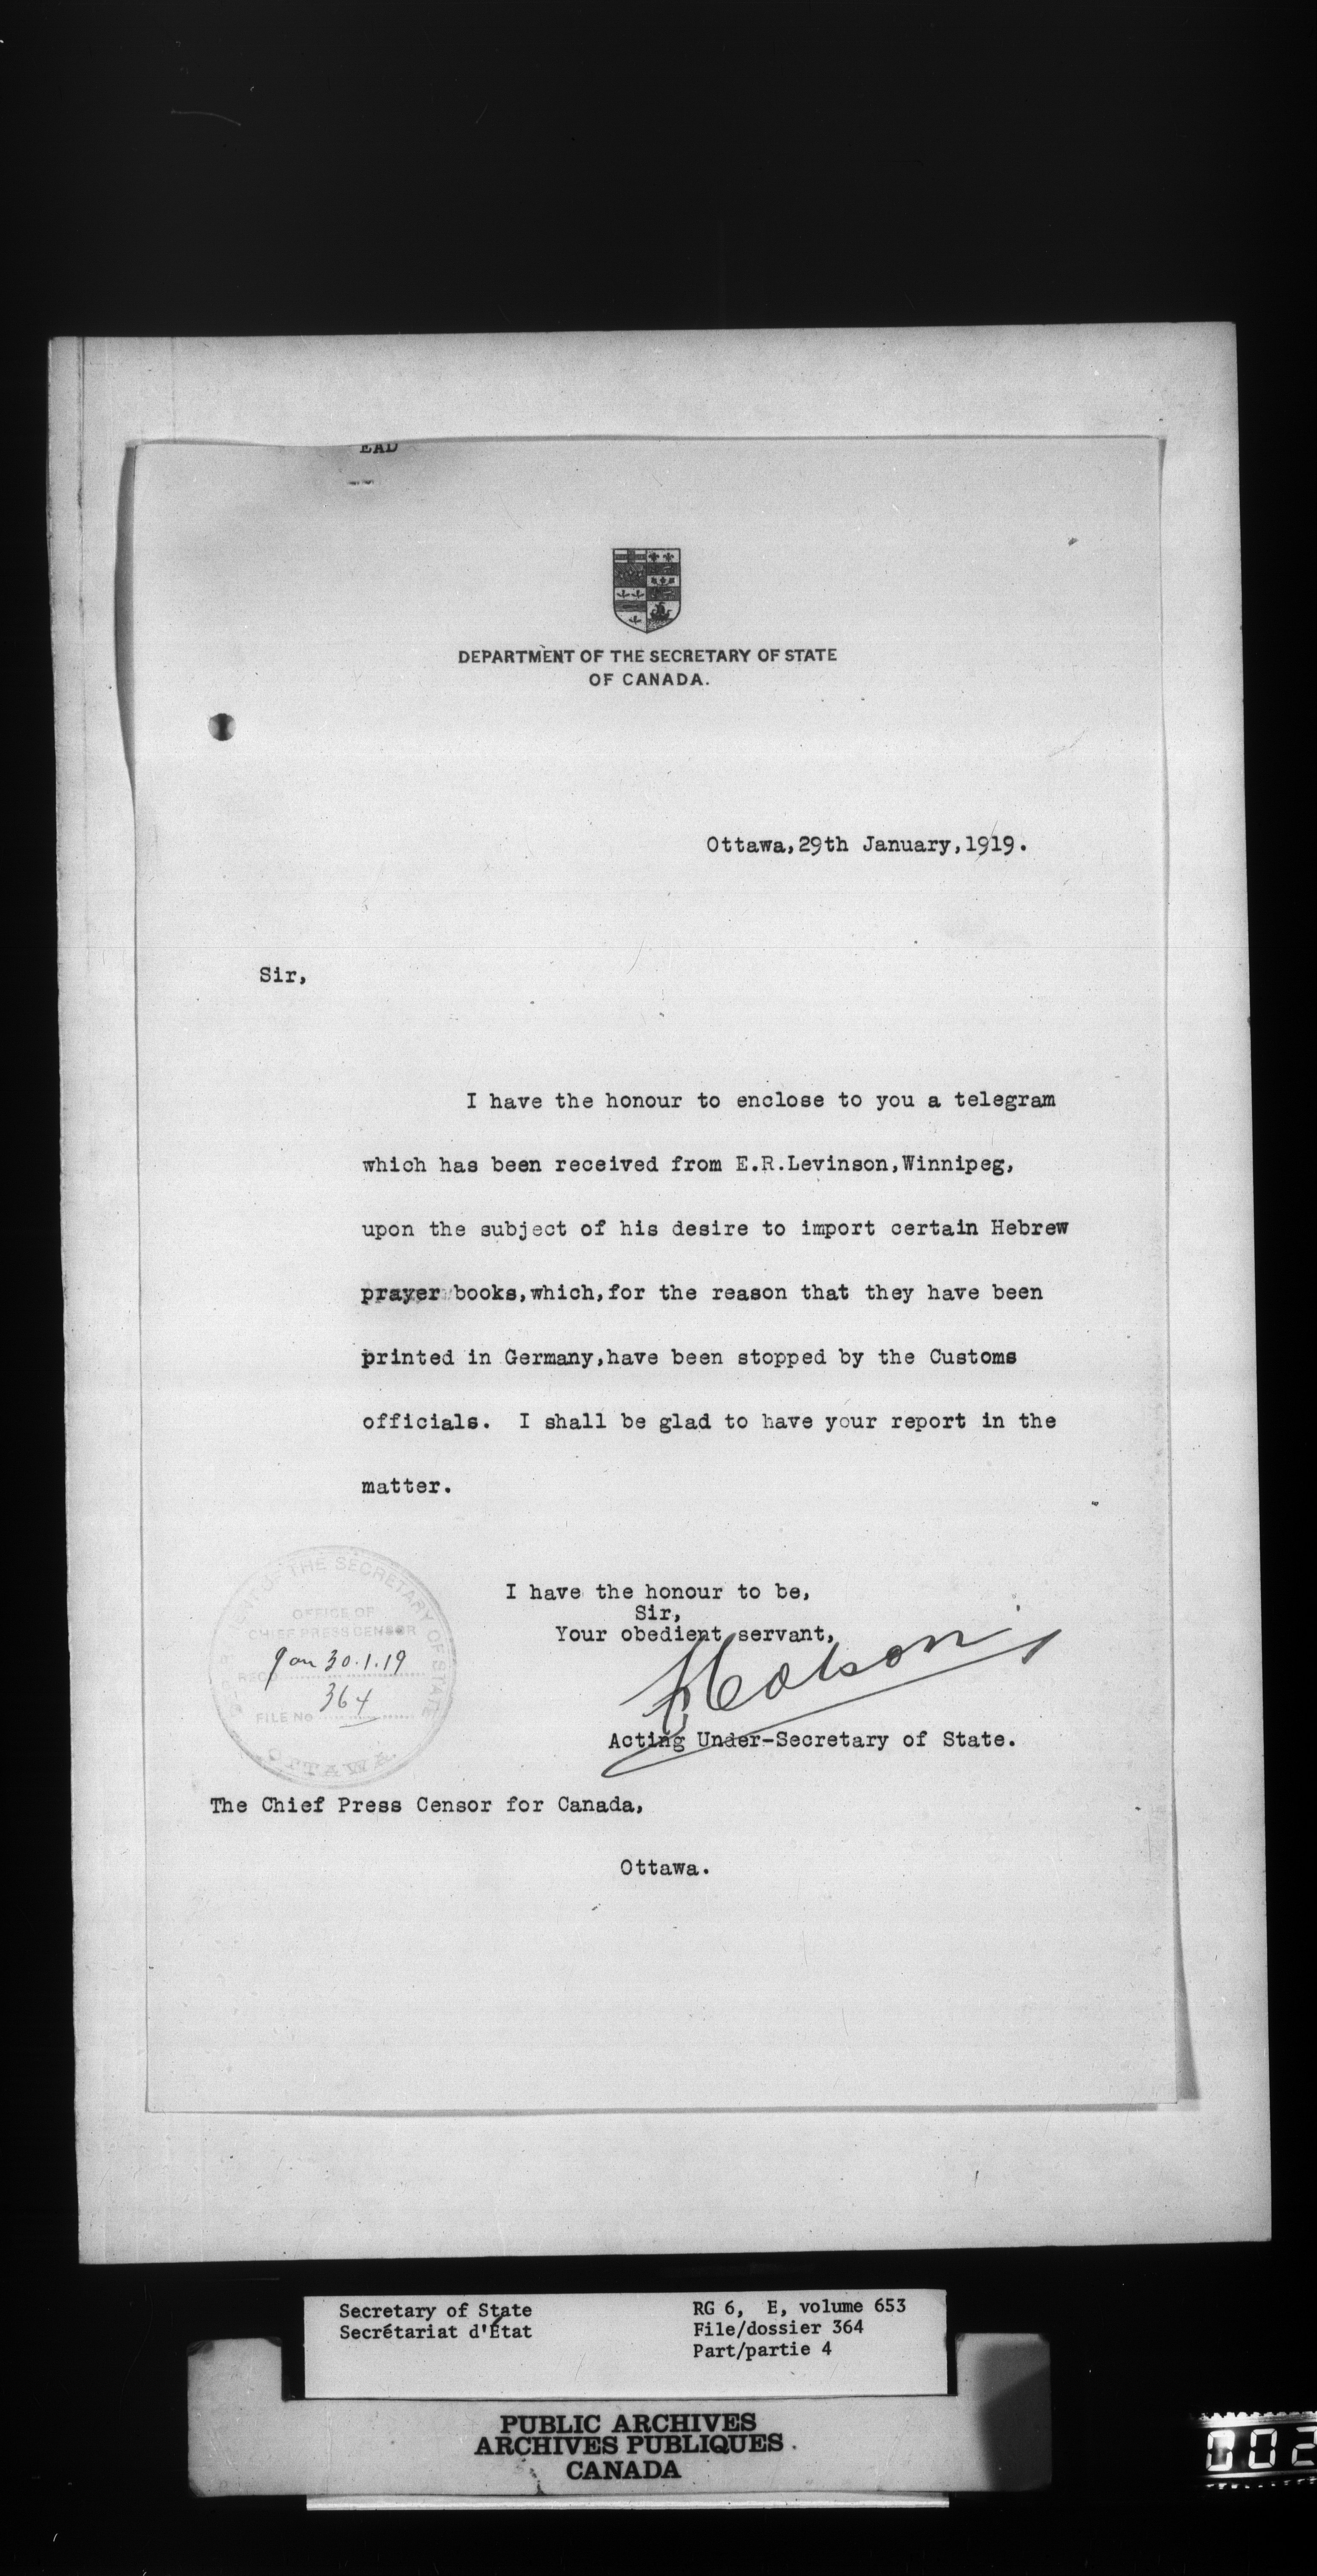 EAD
DEPARTMENT OF THE SECRETARY OF STATE
OF CANADA.
Ottawa,29th January,1919.
Sir,
I have the honour to enclose to you a telegram
which has been received from E.R.Levinson,Winnipeg,
upon the subject of his desire to import certain Hebrew
prayer books,which,for the reason that they have been
printed in Germany,have been stopped by the Customs
officials. I shall be glad to have your report in the
matter.
I have the honour to be,
Sir,
Your obedient servant,
Acting Under-Secretary of State.
THE SECRETARY OF STATE
OFFICE OF
CHIEF PRESS CENSOR
RECD Jan 30.1.19
FILE No 364
OTTAWA
The Chief Press Censor for Canada,
Ottawa.
Secretary of State
Secrétariat d'État
RG 6, E, volume 653
File/dossier 364
Part/partie 4
PUBLIC ARCHIVES
ARCHIVES PUBLIQUES
CANADA
002